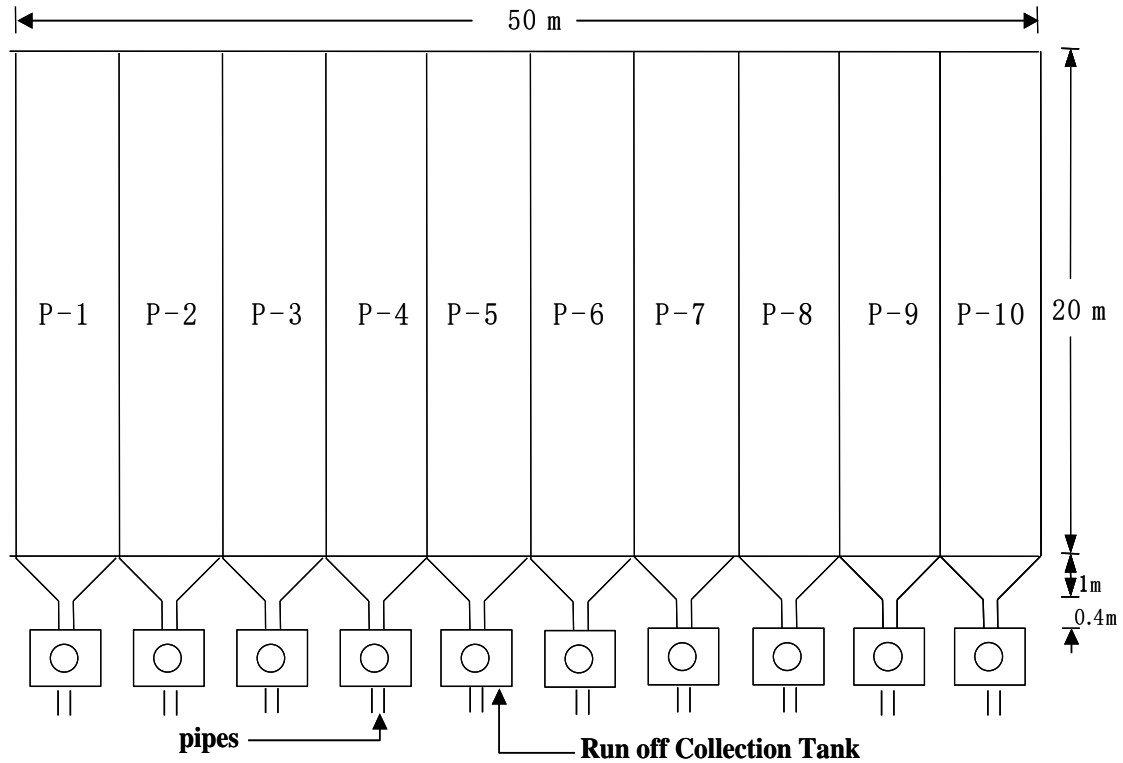 50 m
P-1 P-2 P-3 P-4 P-5 P-6 P-7 P-8 P-9 P-10
20 m
1m
0.4m
pipes
Run off Collection Tank